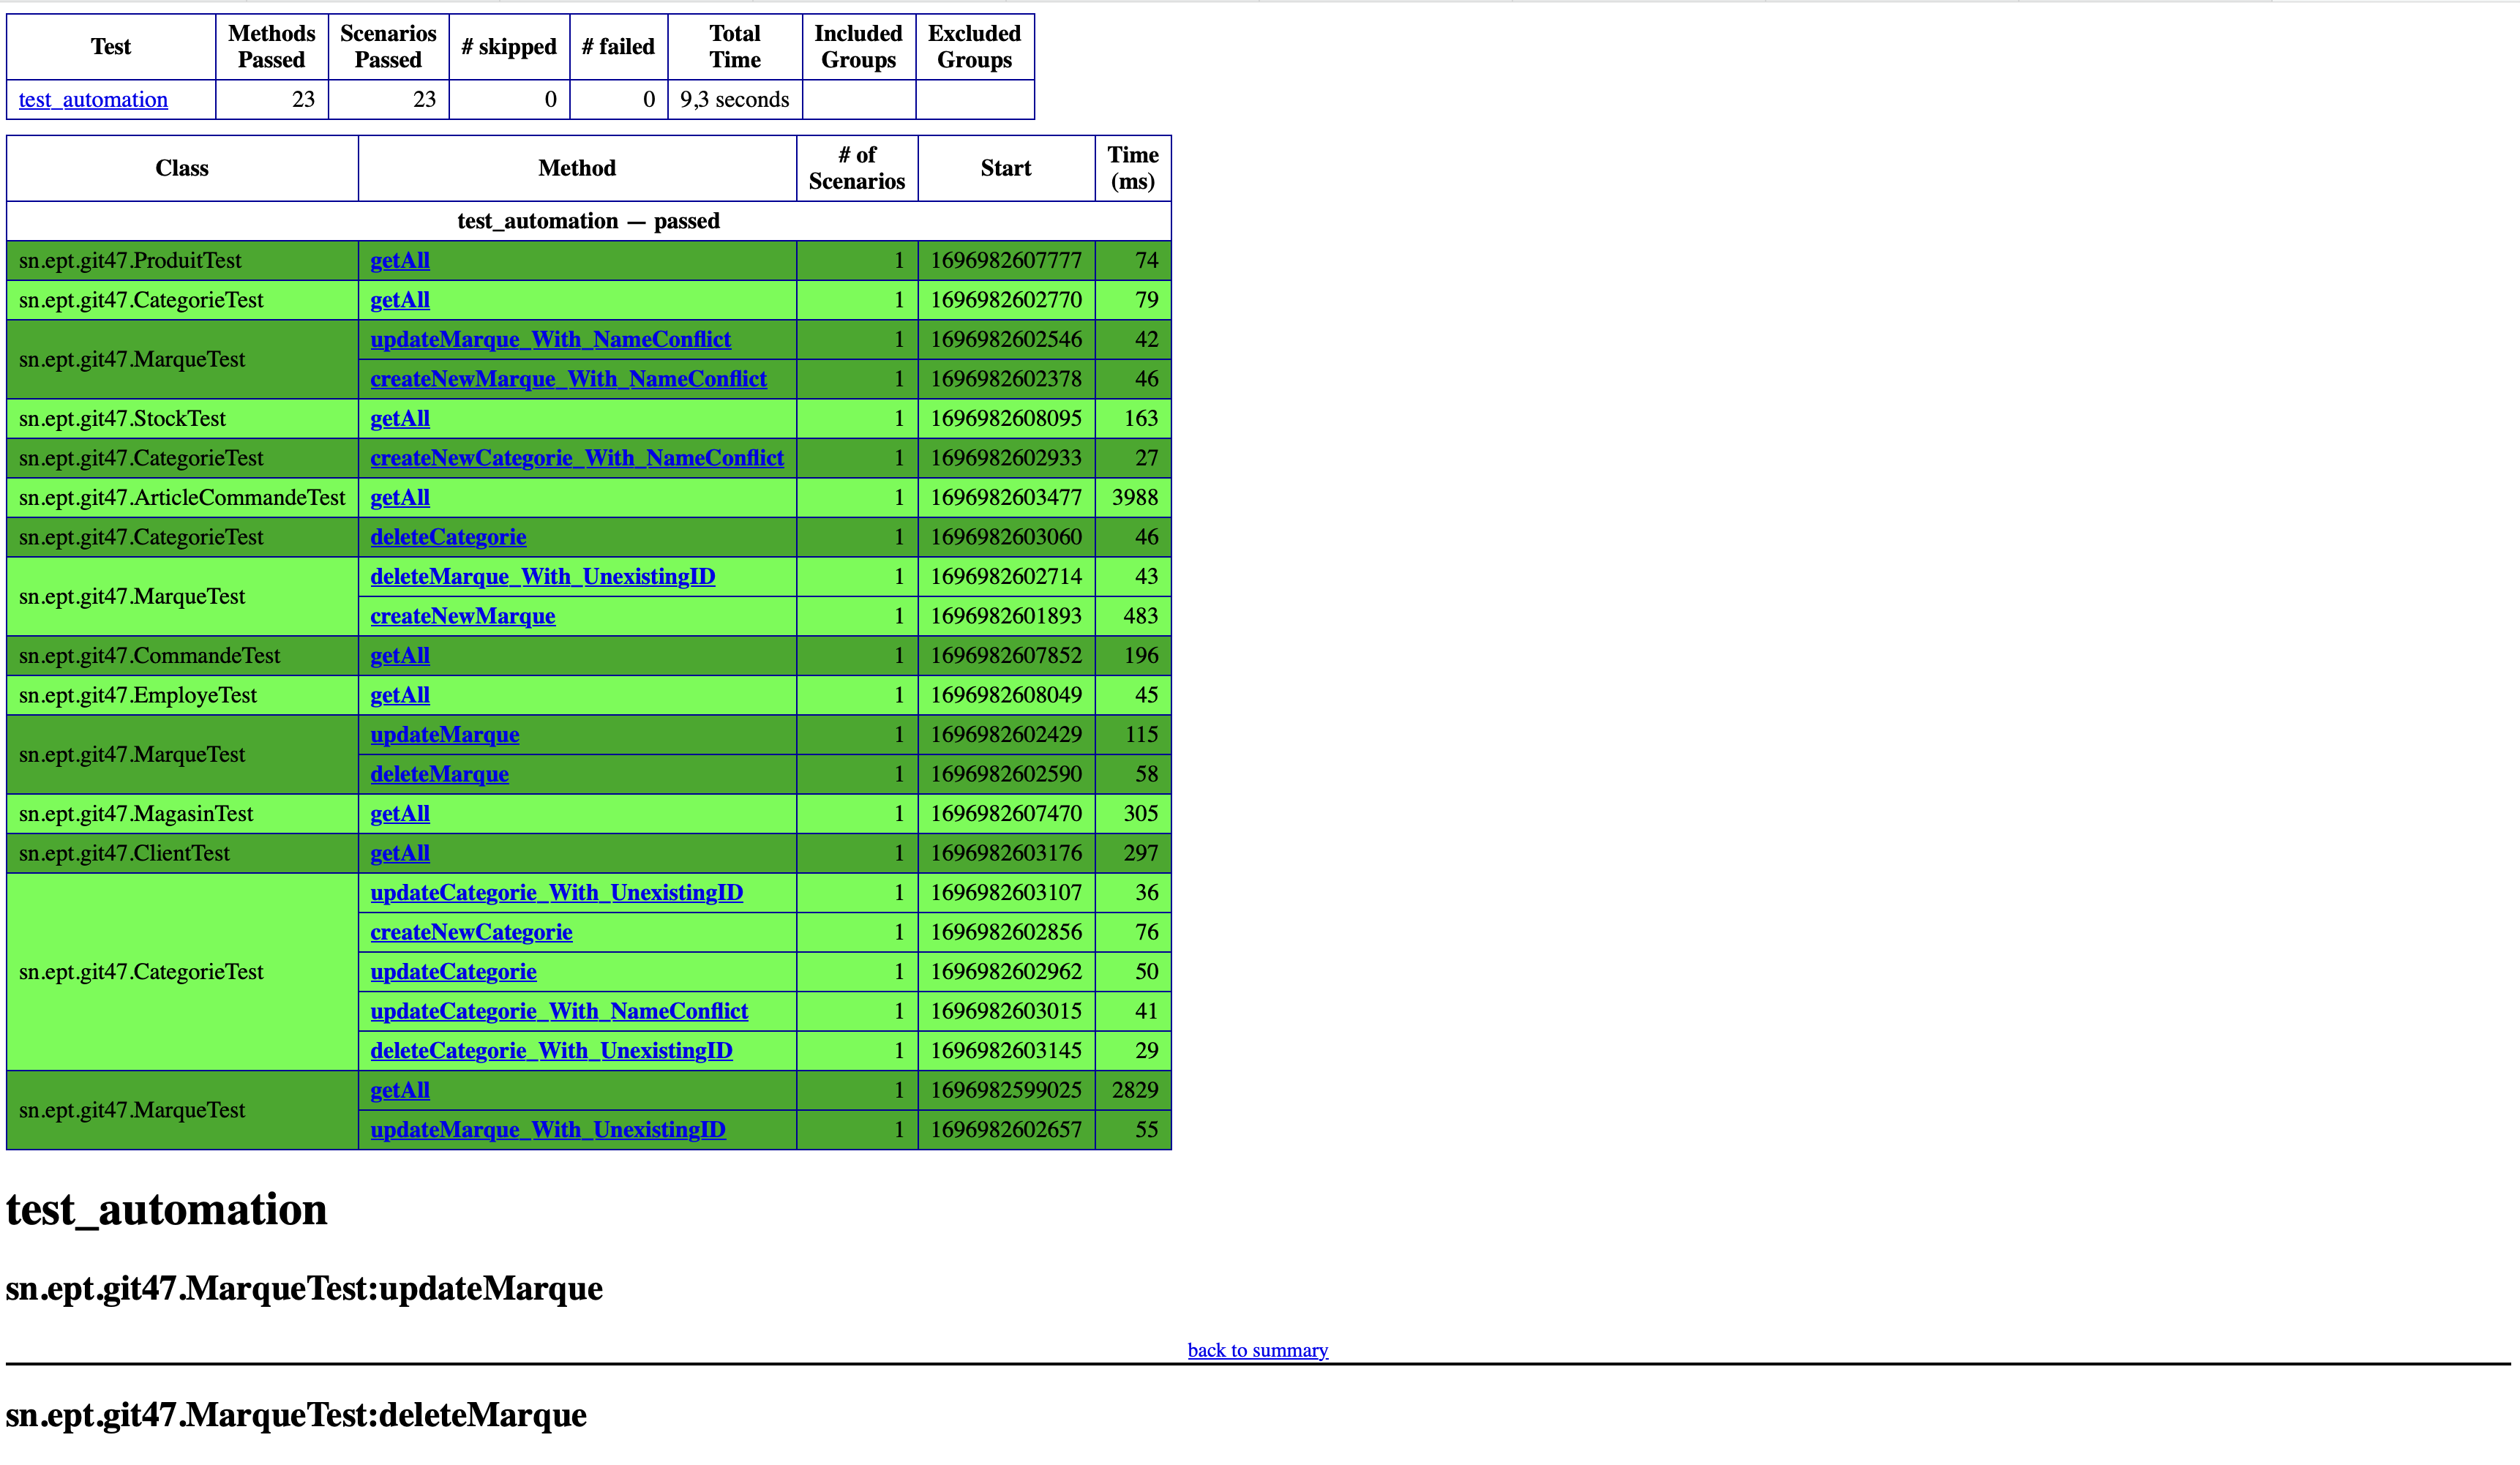 Test Methods Passed Scenarios Passed # skipped # failed Total Time Included Groups Excluded Groups
test_automation 23 23 0 0 9,3 seconds
Class Method # of Scenarios Start Time (ms)
test_automation — passed
sn.ept.git47.ProduitTest getAll 1 1696982607777 74
sn.ept.git47.CategorieTest getAll 1 1696982602770 79
sn.ept.git47.MarqueTest updateMarque_With_NameConflict 1 1696982602546 42
createNewMarque_With_NameConflict 1 1696982602378 46
sn.ept.git47.StockTest getAll 1 1696982608095 163
sn.ept.git47.CategorieTest createNewCategorie_With_NameConflict 1 1696982602933 27
sn.ept.git47.ArticleCommandeTest getAll 1 1696982603477 3988
sn.ept.git47.CategorieTest deleteCategorie 1 1696982603060 46
sn.ept.git47.MarqueTest deleteMarque_With_UnexistingID 1 1696982602714 43
createNewMarque 1 1696982601893 483
sn.ept.git47.CommandeTest getAll 1 1696982607852 196
sn.ept.git47.EmployeTest getAll 1 1696982608049 45
sn.ept.git47.MarqueTest updateMarque 1 1696982602429 115
deleteMarque 1 1696982602590 58
sn.ept.git47.MagasinTest getAll 1 1696982607470 305
sn.ept.git47.ClientTest getAll 1 1696982603176 297
sn.ept.git47.CategorieTest updateCategorie_With_UnexistingID 1 1696982603107 36
createNewCategorie 1 1696982602856 76
updateCategorie 1 1696982602962 50
updateCategorie_With_NameConflict 1 1696982603015 41
deleteCategorie_With_UnexistingID 1 1696982603145 29
sn.ept.git47.MarqueTest getAll 1 1696982599025 2829
updateMarque_With_UnexistingID 1 1696982602657 55
test_automation
sn.ept.git47.MarqueTest:updateMarque
back to summary
sn.ept.git47.MarqueTest:deleteMarque